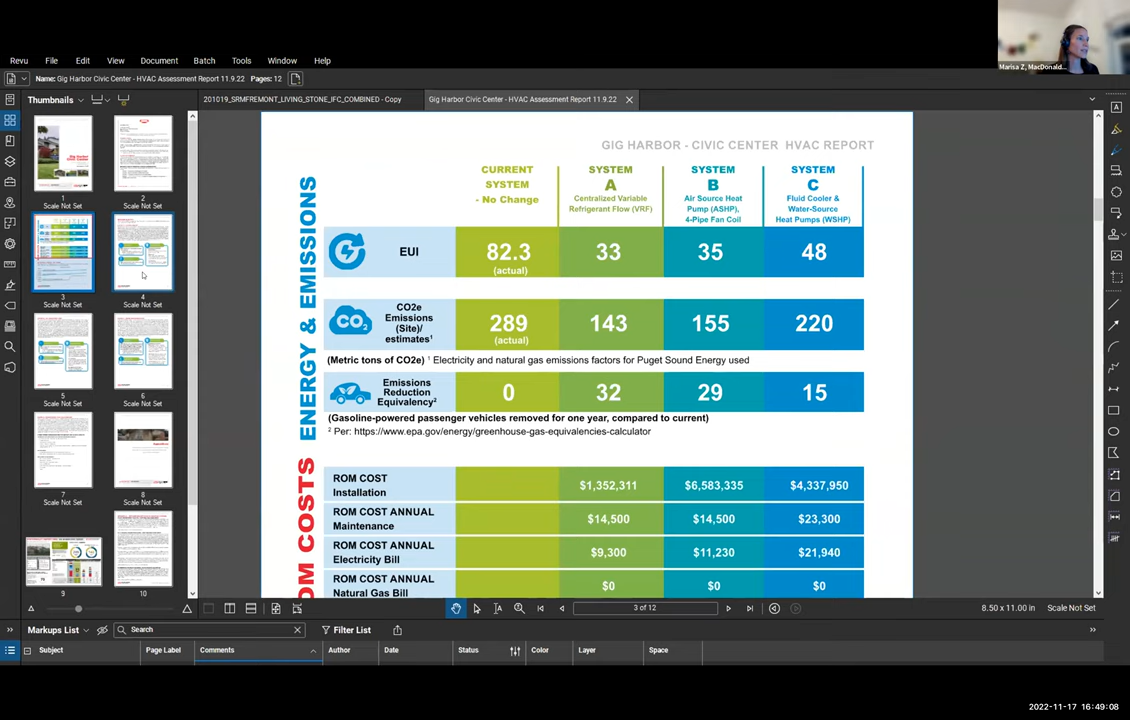 Marisa Z, MacDonald...
Revu File Edit View Document Batch Tools Window Help
Name: Gig Harbor Civic Center - HVAC Assessment Report 11.9.22 Pages: 12
Thumbnails
201019_SRMFREMONT_LIVING_STONE_IFC_COMBINED - Copy
Gig Harbor Civic Center - HVAC Assessment Report 11.9.22
1
Scale Not Set
2
Scale Not Set
3
Scale Not Set
4
Scale Not Set
5
Scale Not Set
6
Scale Not Set
7
Scale Not Set
8
Scale Not Set
9
10
GIG HARBOR - CIVIC CENTER HVAC REPORT
CURRENT
SYSTEM
- No Change
SYSTEM
A
Centralized Variable
Refrigerant Flow (VRF)
SYSTEM
B
Air Source Heat
Pump (ASHP),
4-Pipe Fan Coil
SYSTEM
C
Fluid Cooler &
Water-Source
Heat Pumps (WSHP)
ENERGY & EMISSIONS
EUI
82.3
(actual)
33
35
48
CO2
CO2e
Emissions
(Site)/
estimates¹
289
(actual)
143
155
220
(Metric tons of CO2e) ¹ Electricity and natural gas emissions factors for Puget Sound Energy used
Emissions
Reduction
Equivalency²
0
32
29
15
(Gasoline-powered passenger vehicles removed for one year, compared to current)
² Per: https://www.epa.gov/energy/greenhouse-gas-equivalencies-calculator
OM COSTS
ROM COST
Installation
$1,352,311
$6,583,335
$4,337,950
ROM COST ANNUAL
Maintenance
$14,500
$14,500
$23,300
ROM COST ANNUAL
Electricity Bill
$9,300
$11,230
$21,940
ROM COST ANNUAL
Natural Gas Bill
$0
$0
$0
3 of 12
8.50 x 11.00 in
Scale Not Set
Markups List
Search
Filter List
Subject
Page Label
Comments
Author
Date
Status
Color
Layer
Space
2022-11-17 16:49:08